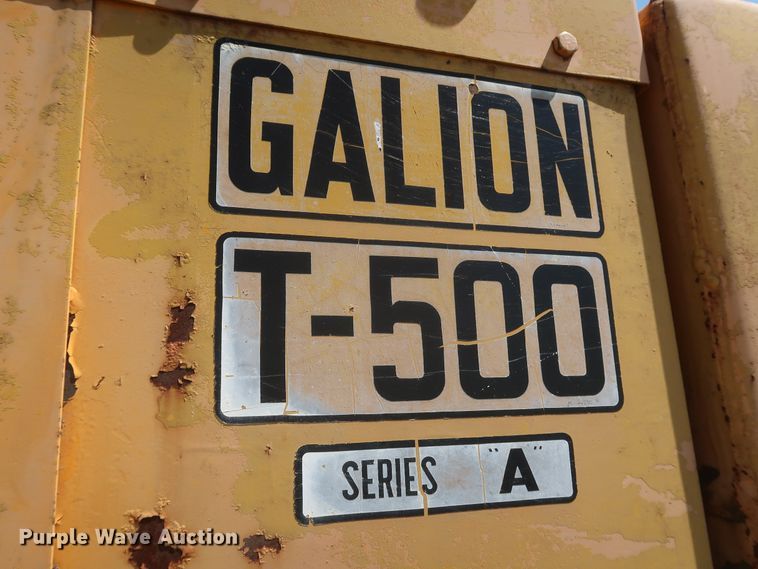 GALION
T-500
SERIES "A"
Purple Wave Auction